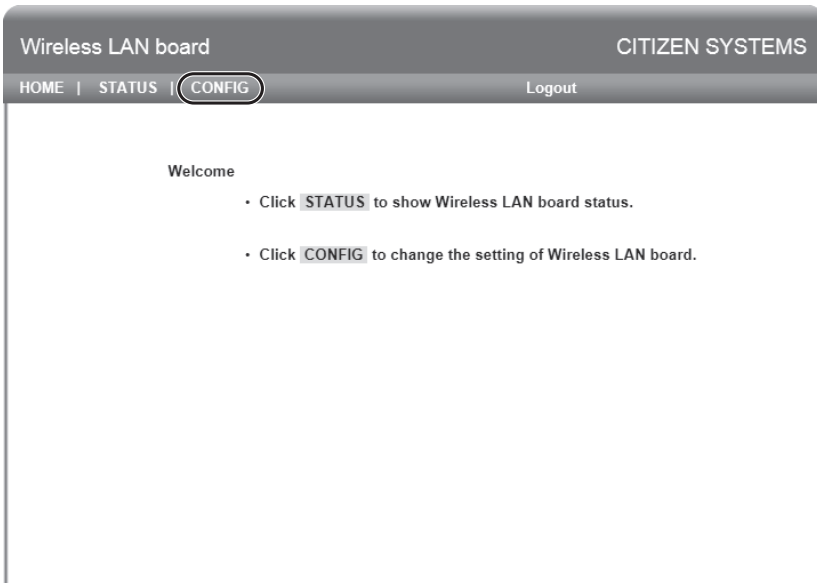 Wireless LAN board CITIZEN SYSTEMS
HOME | STATUS | CONFIG Logout
Welcome
• Click STATUS to show Wireless LAN board status.
• Click CONFIG to change the setting of Wireless LAN board.